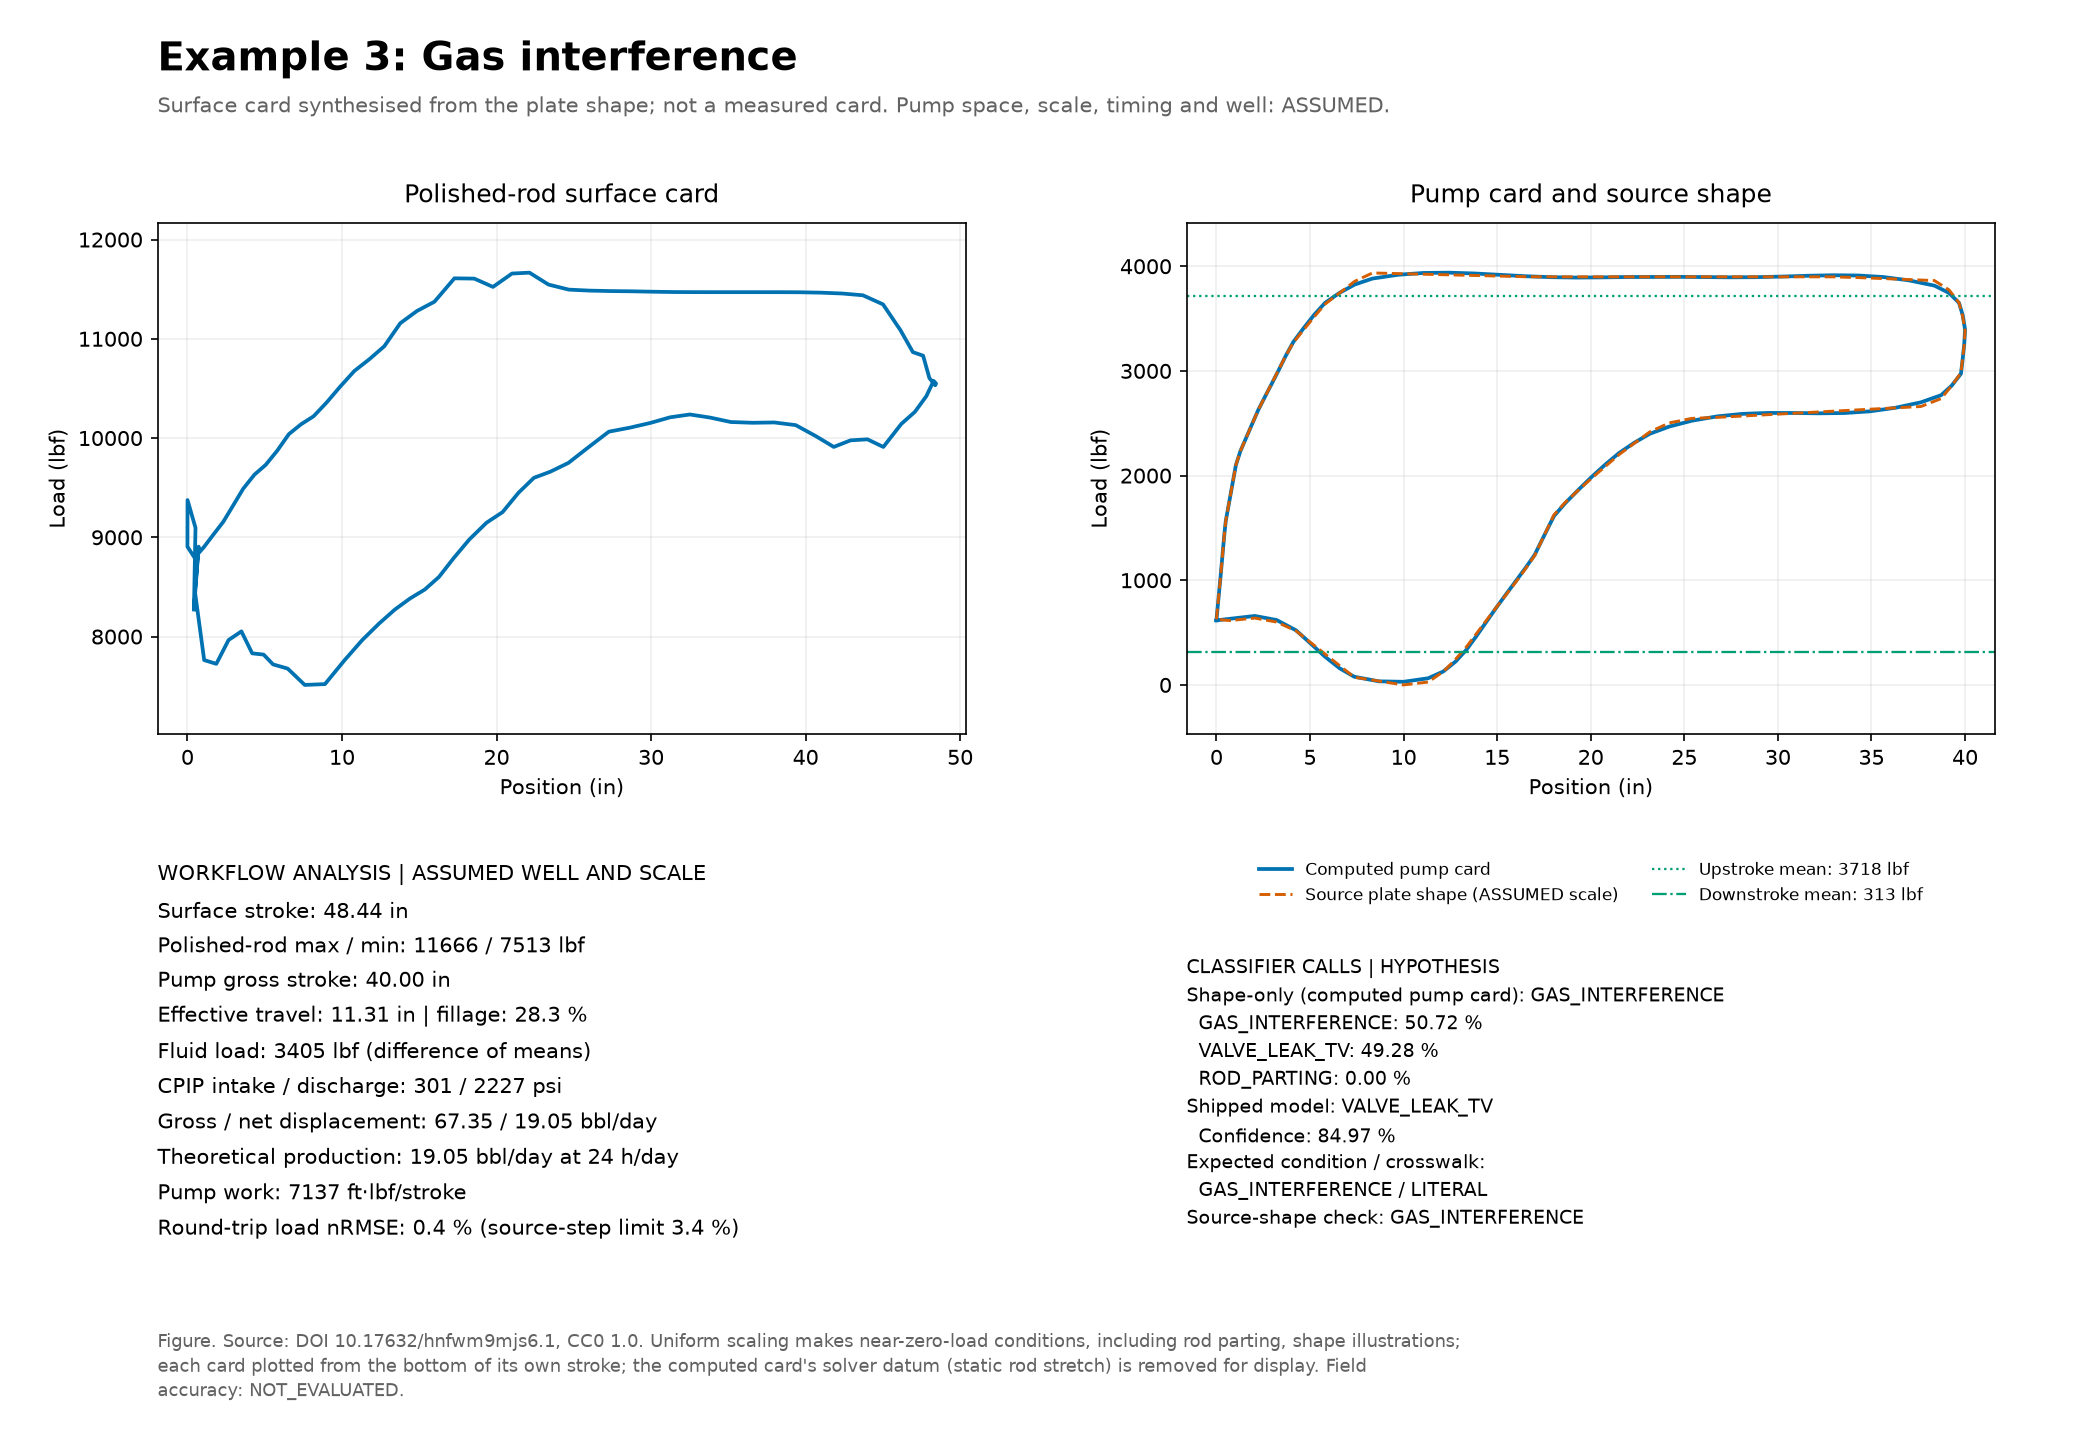 Example 3: Gas interference
Surface card synthesised from the plate shape; not a measured card. Pump space, scale, timing and well: ASSUMED.
Polished-rod surface card
12000
11000
10000
9000
8000
Load (lbf)
0 10 20 30 40 50
Position (in)
Pump card and source shape
4000
3000
2000
1000
0
Load (lbf)
0 5 10 15 20 25 30 35 40
Position (in)
WORKFLOW ANALYSIS | ASSUMED WELL AND SCALE
Surface stroke: 48.44 in
Polished-rod max / min: 11666 / 7513 lbf
Pump gross stroke: 40.00 in
Effective travel: 11.31 in | fillage: 28.3 %
Fluid load: 3405 lbf (difference of means)
CPIP intake / discharge: 301 / 2227 psi
Gross / net displacement: 67.35 / 19.05 bbl/day
Theoretical production: 19.05 bbl/day at 24 h/day
Pump work: 7137 ft·lbf/stroke
Round-trip load nRMSE: 0.4 % (source-step limit 3.4 %)
Computed pump card
Source plate shape (ASSUMED scale)
Upstroke mean: 3718 lbf
Downstroke mean: 313 lbf
CLASSIFIER CALLS | HYPOTHESIS
Shape-only (computed pump card): GAS_INTERFERENCE
GAS_INTERFERENCE: 50.72 %
VALVE_LEAK_TV: 49.28 %
ROD_PARTING: 0.00 %
Shipped model: VALVE_LEAK_TV
Confidence: 84.97 %
Expected condition / crosswalk:
GAS_INTERFERENCE / LITERAL
Source-shape check: GAS_INTERFERENCE
Figure. Source: DOI 10.17632/hnfwm9mjs6.1, CC0 1.0. Uniform scaling makes near-zero-load conditions, including rod parting, shape illustrations;
each card plotted from the bottom of its own stroke; the computed card's solver datum (static rod stretch) is removed for display. Field
accuracy: NOT_EVALUATED.